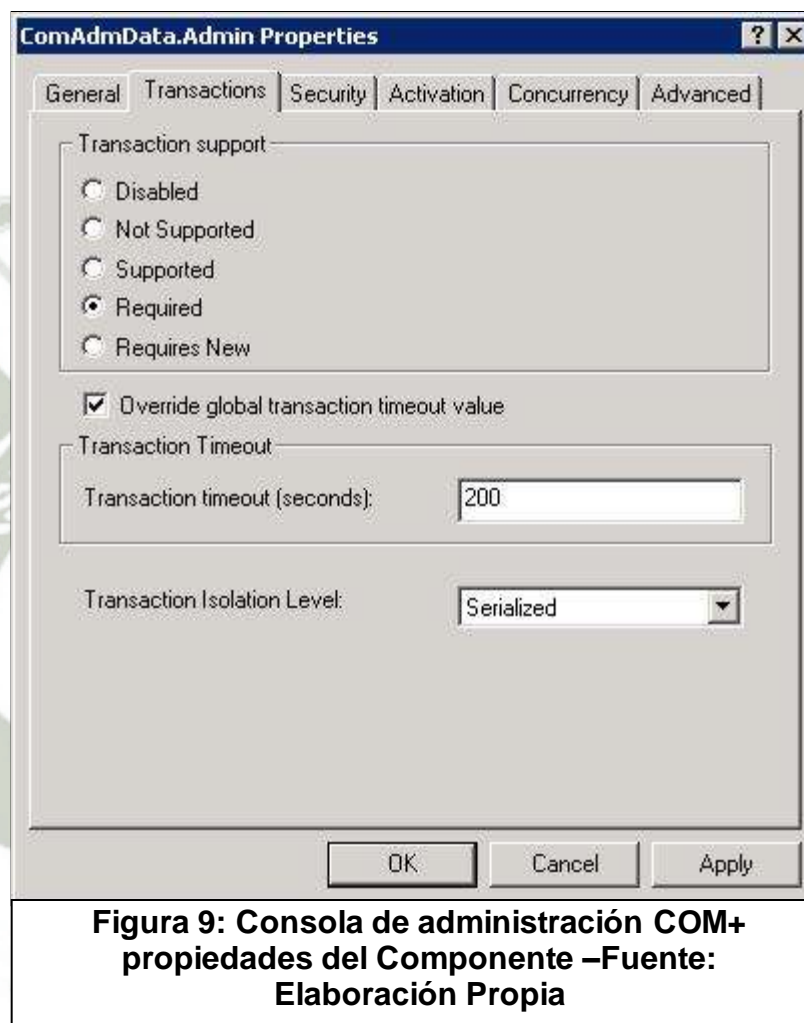 ComAdmData.Admin Properties
General Transactions Security Activation Concurrency Advanced
Transaction support
Disabled
Not Supported
Supported
Required
Requires New
Override global transaction timeout value
Transaction Timeout
Transaction timeout (seconds): 200
Transaction Isolation Level: Serialized
OK Cancel Apply
Figura 9: Consola de administración COM+
propiedades del Componente –Fuente:
Elaboración Propia